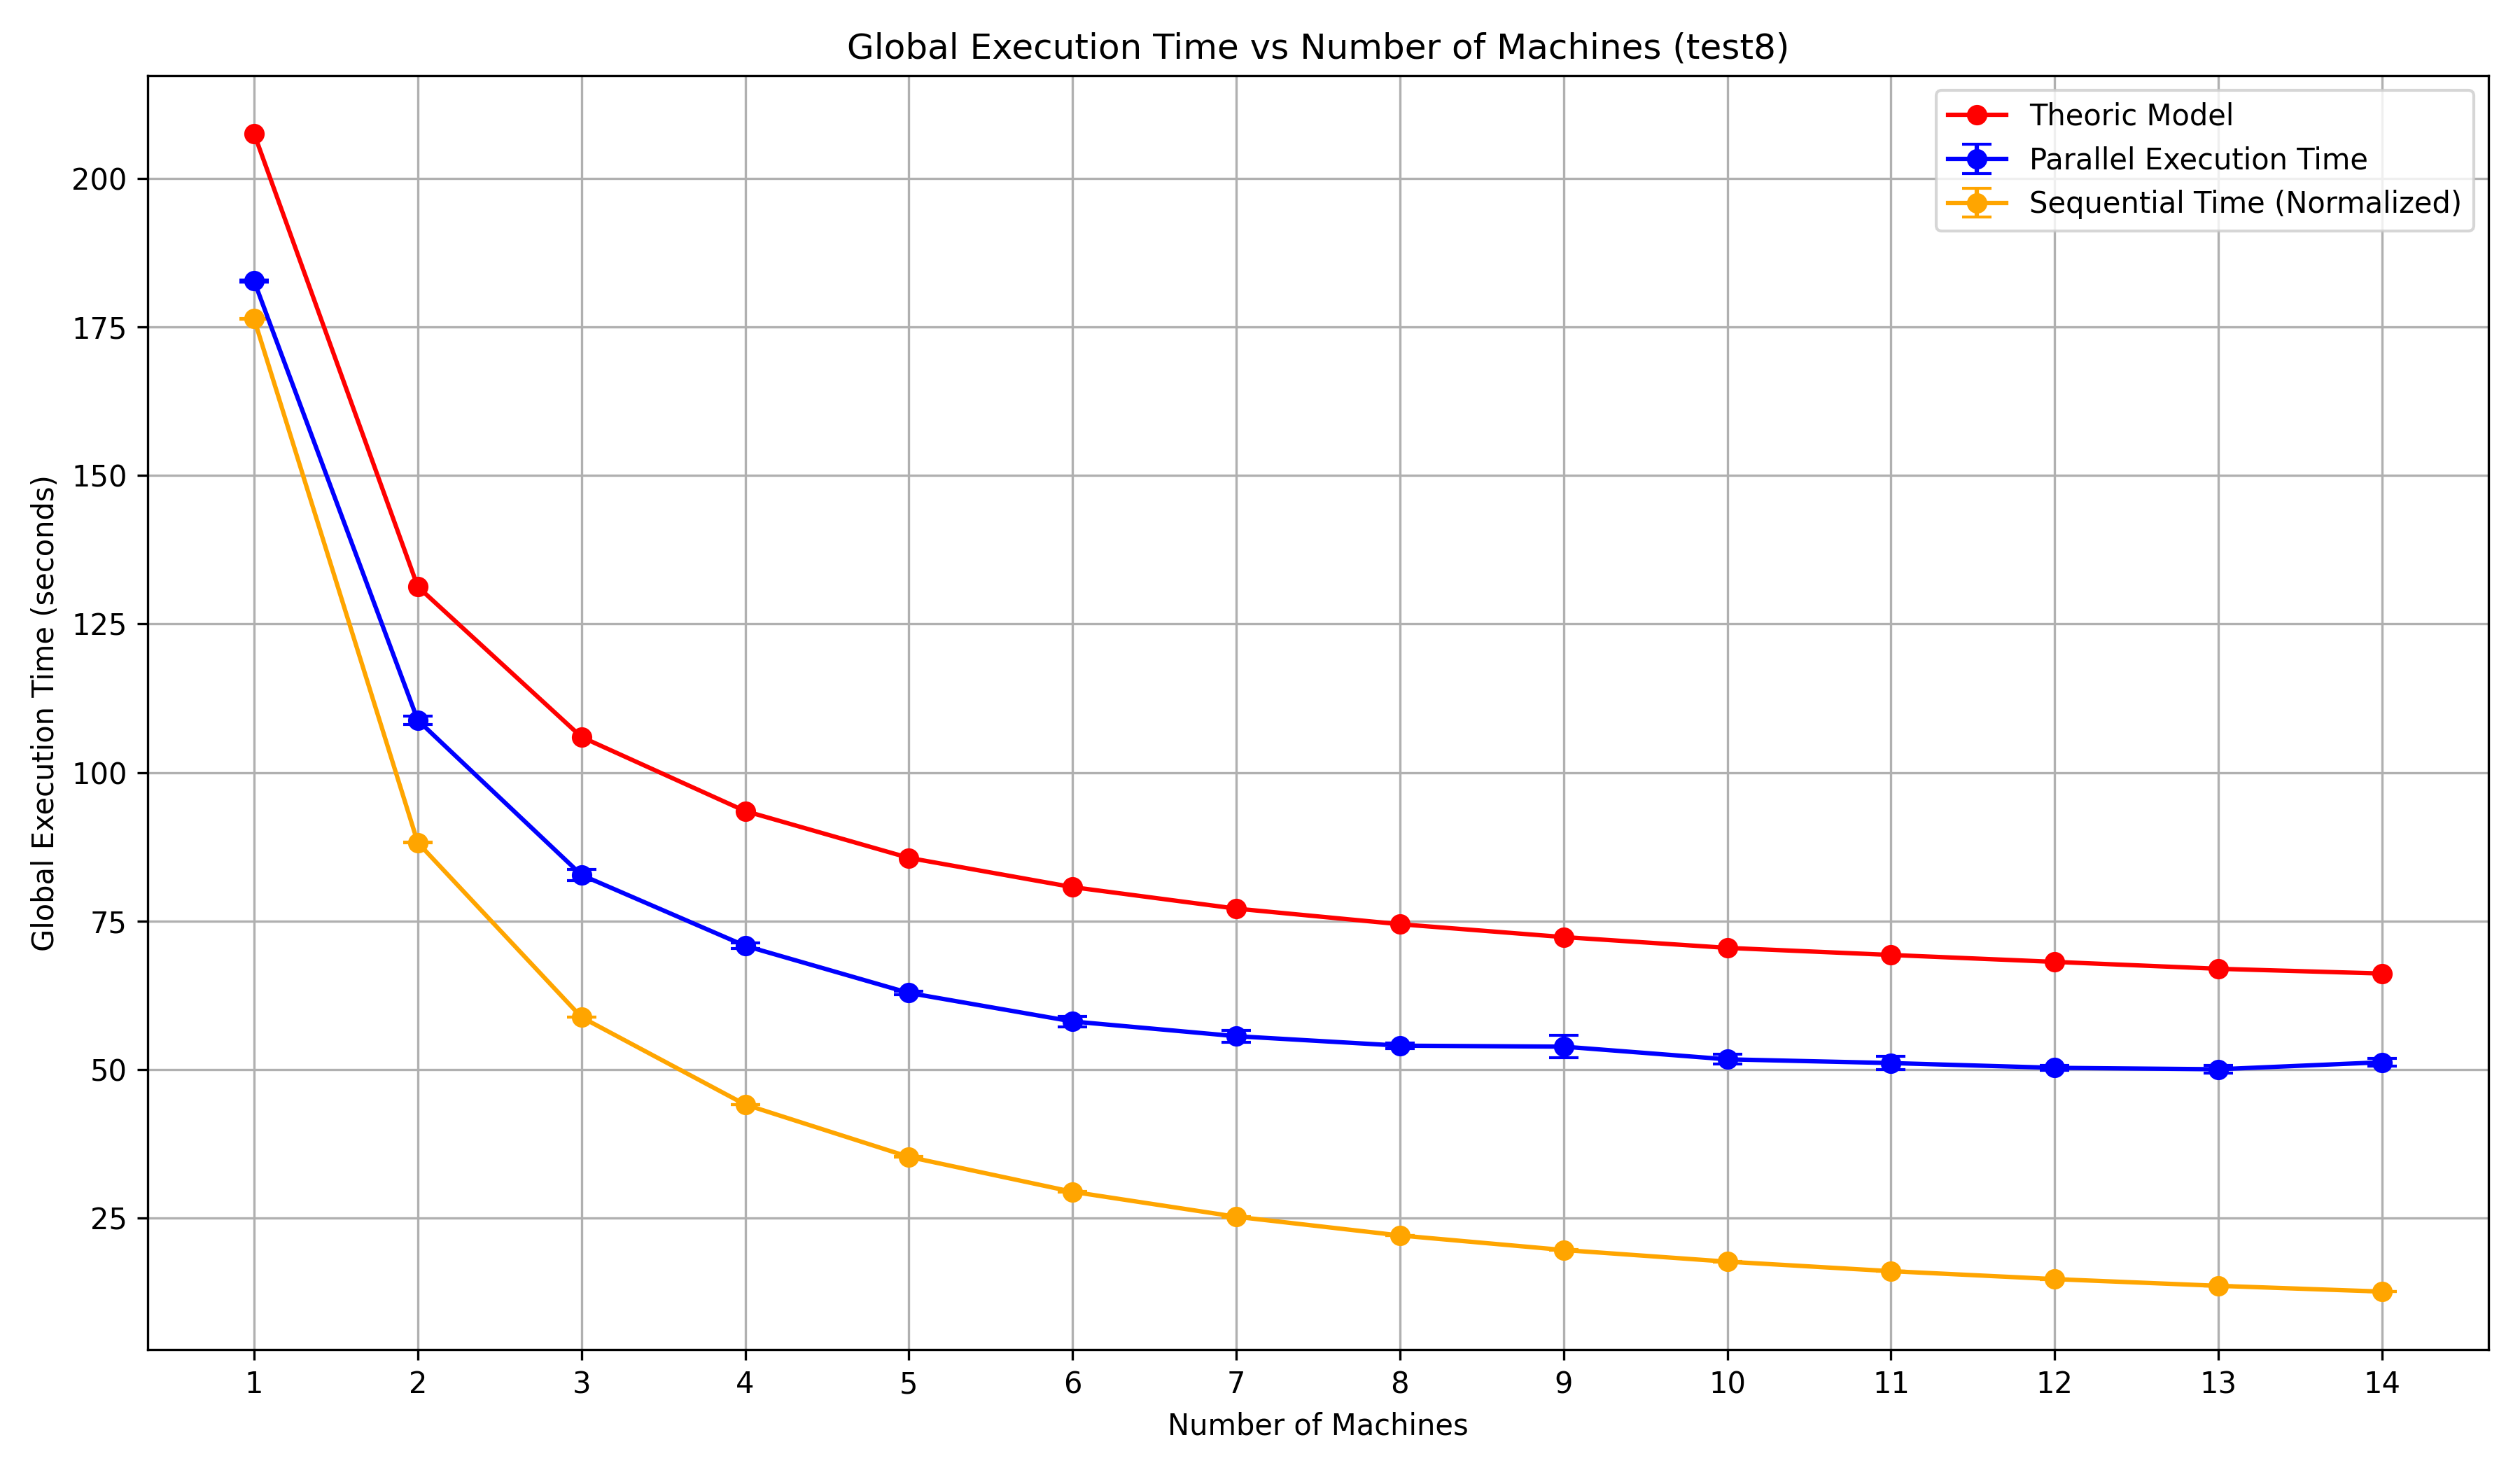 Global Execution Time vs Number of Machines (test8)
Theoric Model
Parallel Execution Time
Sequential Time (Normalized)
Global Execution Time (seconds)
200
175
150
125
100
75
50
25
1 2 3 4 5 6 7 8 9 10 11 12 13 14
Number of Machines